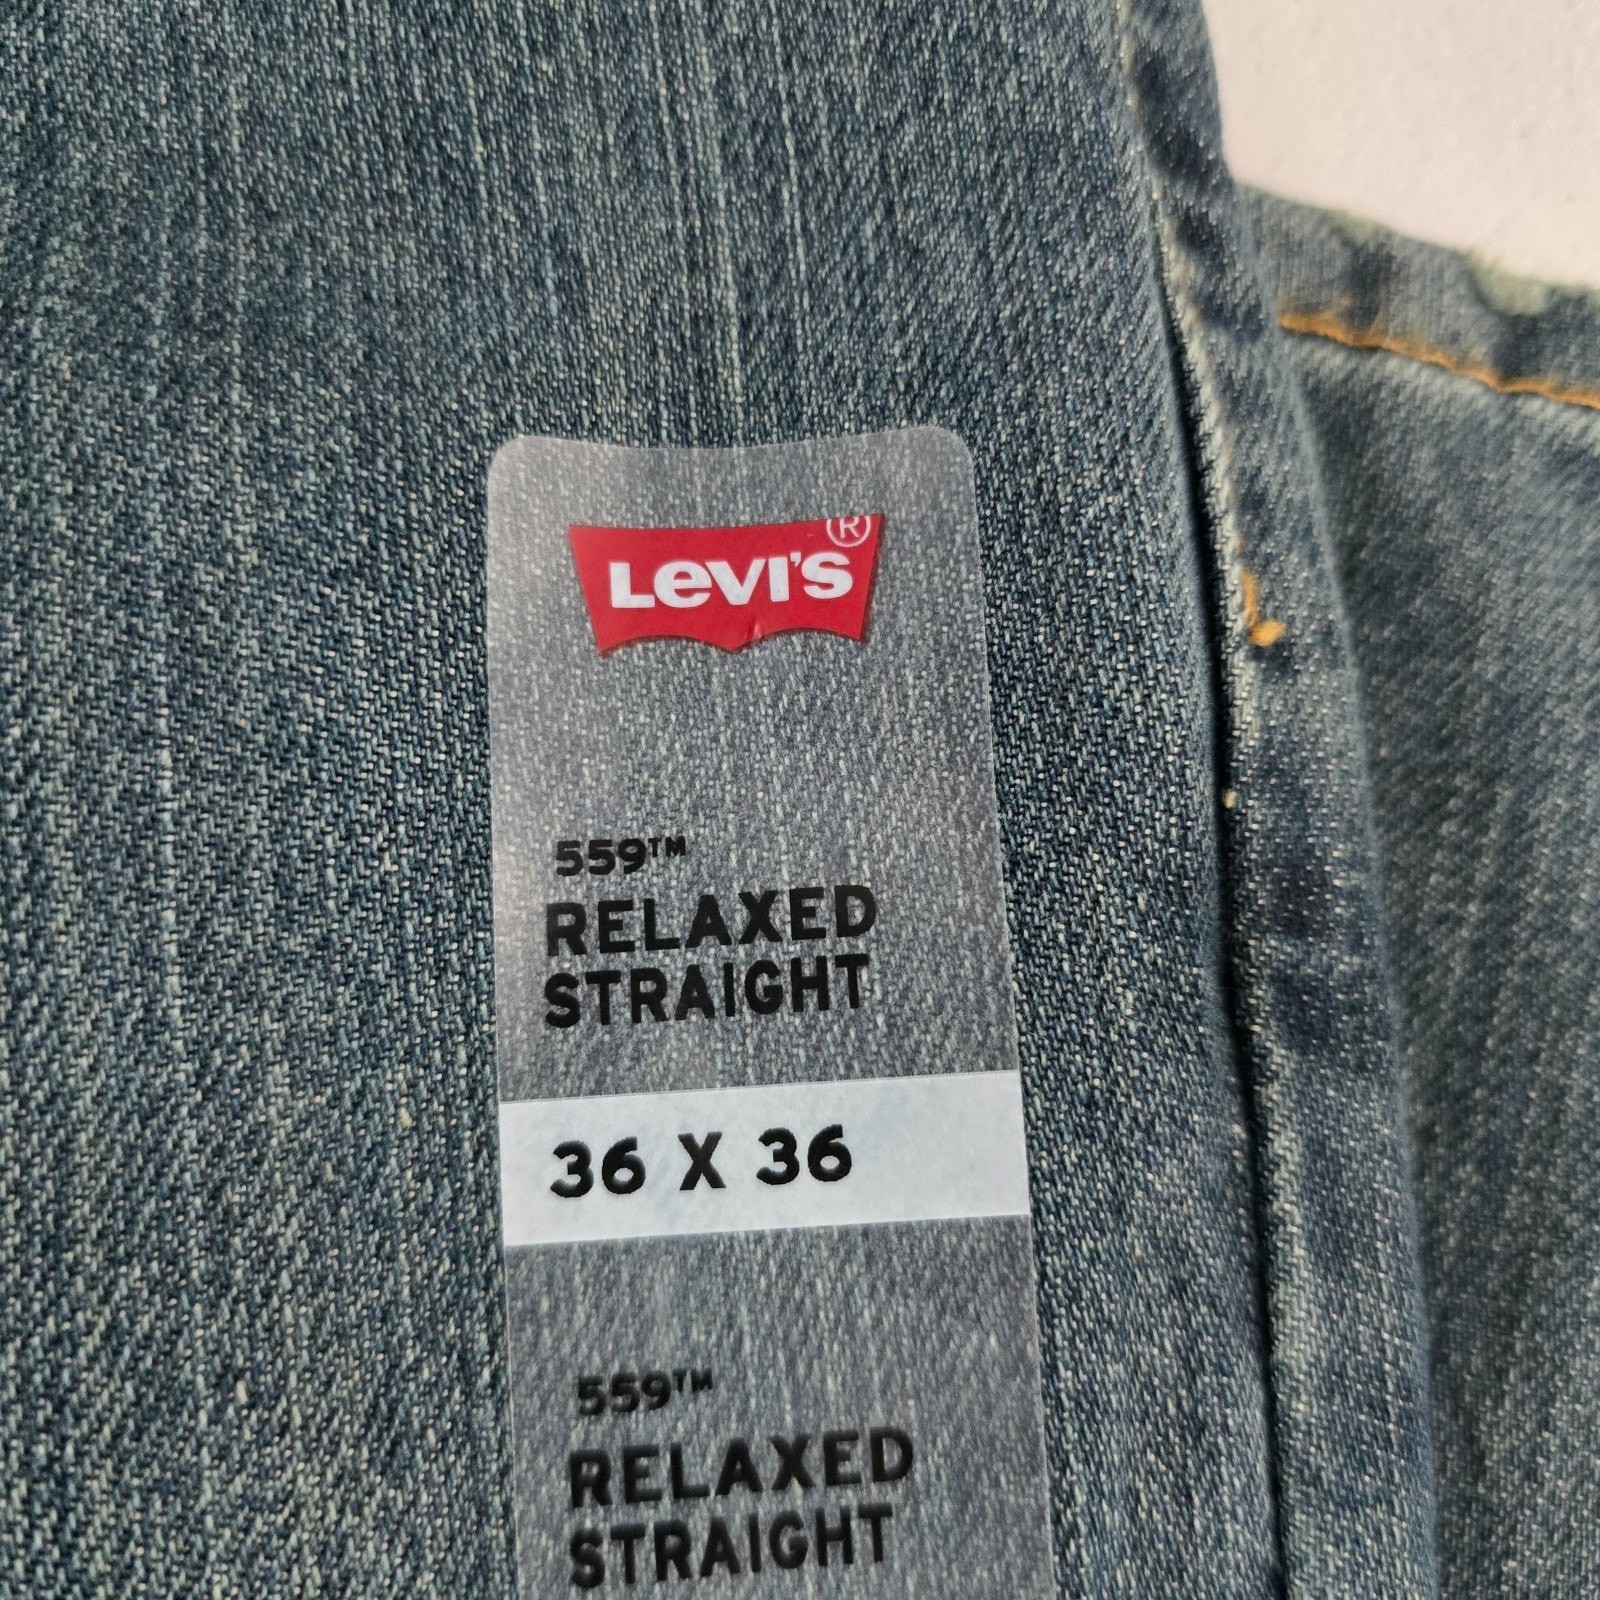 Levi's®
559™
RELAXED
STRAIGHT
36 X 36
559™
RELAXED
STRAIGHT